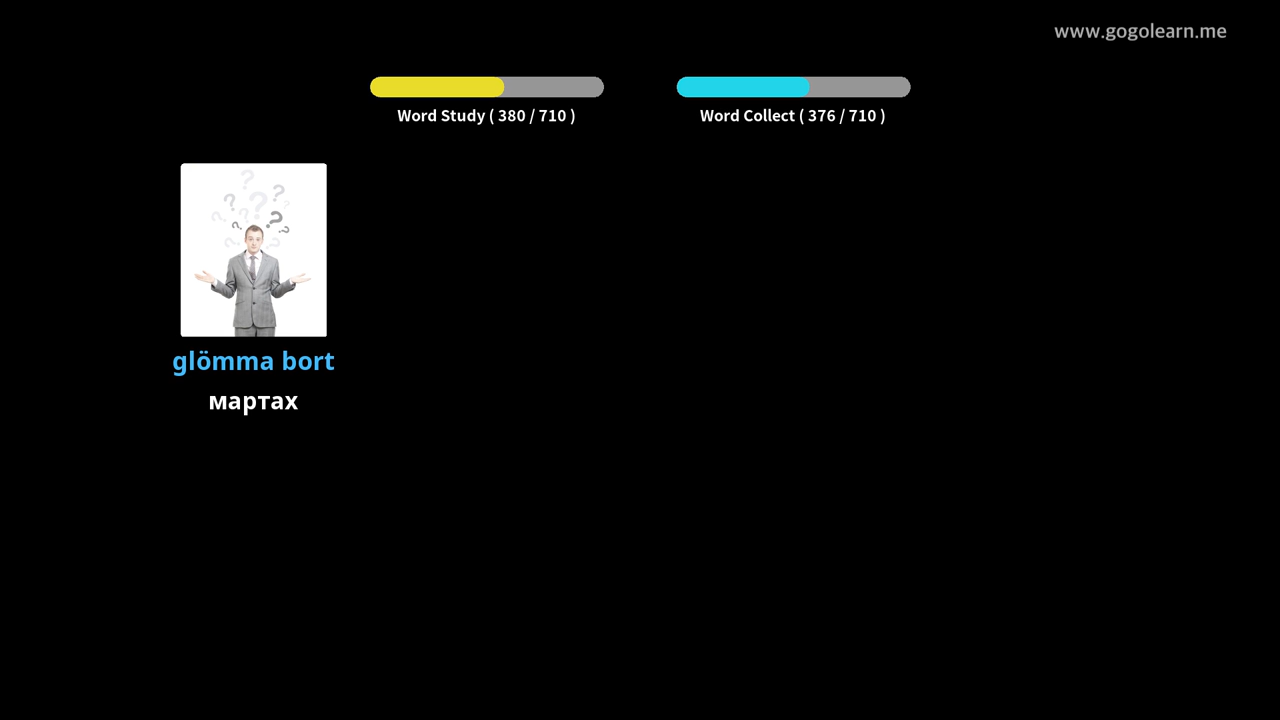 www.gogolearn.me
Word Study ( 380 / 710 )
Word Collect ( 376 / 710 )
glömma bort
мартах